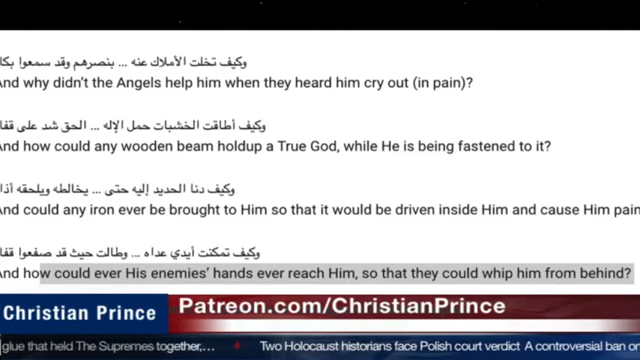 وكيف تخلت الأملاك عنه ... بنصرهم وقد سمعوا بكا
And why didn't the Angels help him when they heard him cry out (in pain)?
وكيف أطاقت الخشبات حمل الإله ... الحق شد على قفا
And how could any wooden beam holdup a True God, while He is being fastened to it?
وكيف دنا الحديد إليه حتى ... يخالطه ويلحقه أذا
And could any iron ever be brought to Him so that it would be driven inside Him and cause Him pain
وكيف تمكنت أيدي عداه ... وطالت حيث قد صفعوا قفا
And how could ever His enemies' hands ever reach Him, so that they could whip him from behind?
Christian Prince
Patreon.com/ChristianPrince
glue that held The Supremes together,... Two Holocaust historians face Polish court verdict A controversial ban on